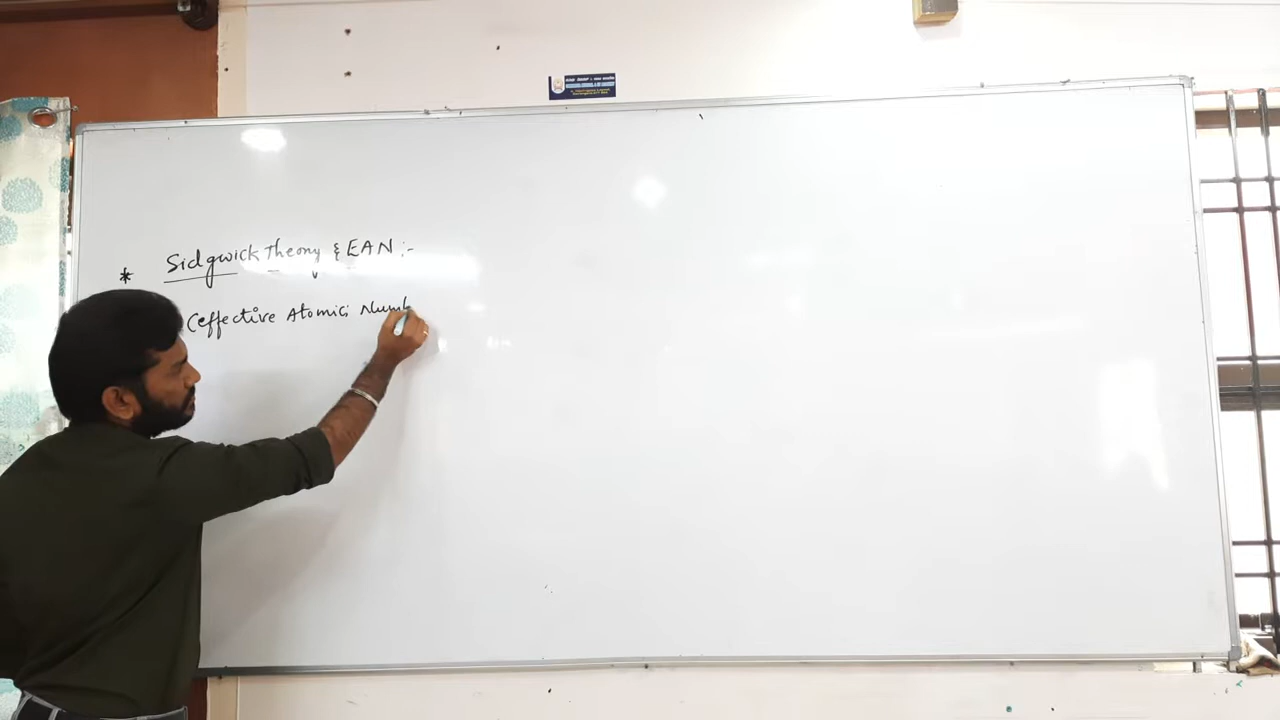 * Sidgwick Theory & EAN :-
(effective Atomic Numb